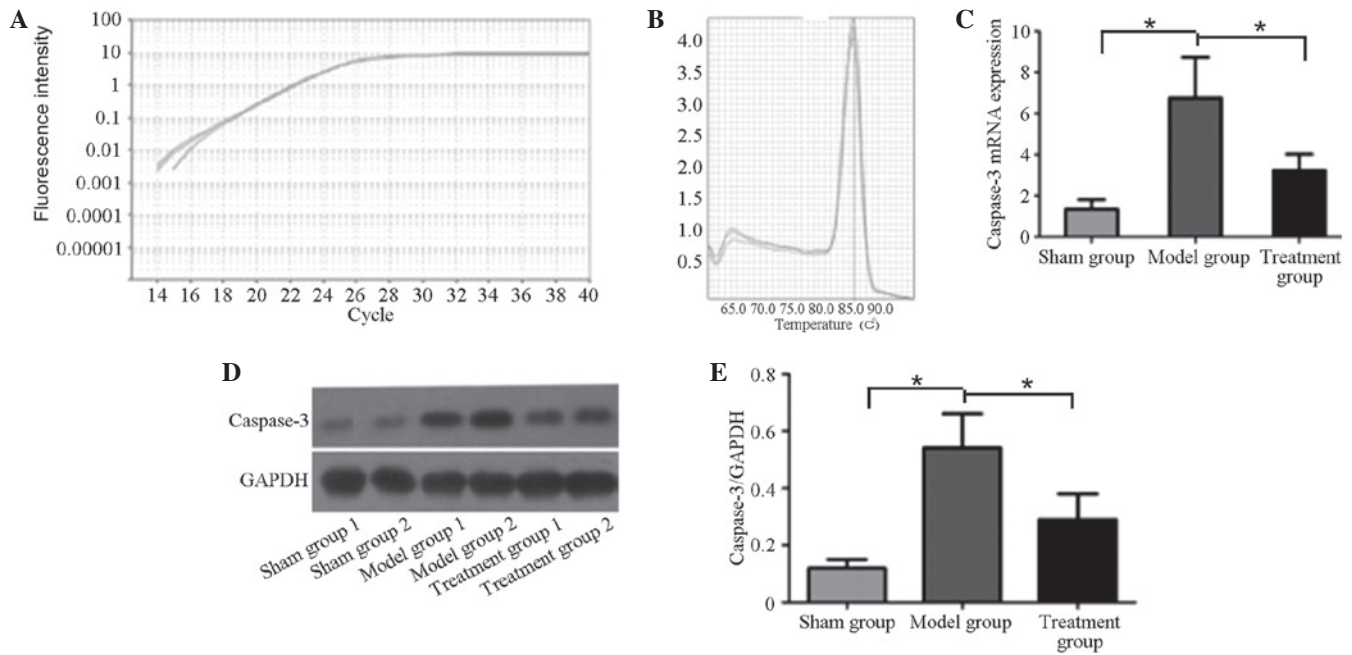 A
Fluorescence intensity
100
10
1
0.1
0.01
0.001
0.0001
0.00001
14 16 18 20 22 24 26 28 30 32 34 36 38 40
Cycle
B
4.0
3.5
3.0
2.5
2.0
1.5
1.0
0.5
65.0 70.0 75.0 80.0 85.0 90.0
Temperature (C°)
C
Caspase-3 mRNA expression
10
8
6
4
2
0
*
*
Sham group
Model group
Treatment
group
D
Caspase-3
GAPDH
Sham group 1
Sham group 2
Model group 1
Model group 2
Treatment group 1
Treatment group 2
E
Caspase-3/GAPDH
0.8
0.6
0.4
0.2
0
*
*
Sham group
Model group
Treatment
group